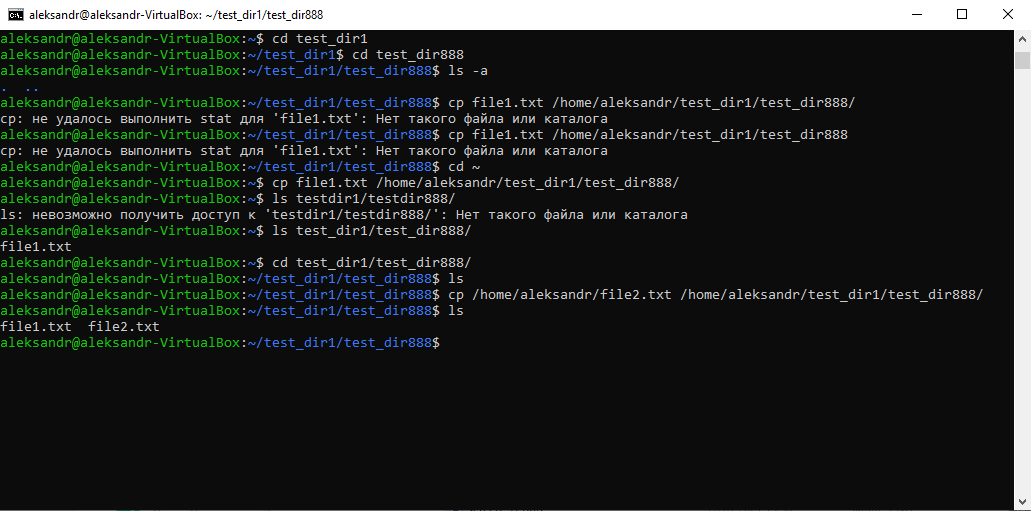 aleksandr@aleksandr-VirtualBox: ~/test_dir1/test_dir888
aleksandr@aleksandr-VirtualBox:~$ cd test_dir1
aleksandr@aleksandr-VirtualBox:~/test_dir1$ cd test_dir888
aleksandr@aleksandr-VirtualBox:~/test_dir1/test_dir888$ ls -a
.  ..
aleksandr@aleksandr-VirtualBox:~/test_dir1/test_dir888$ cp file1.txt /home/aleksandr/test_dir1/test_dir888/
cp: не удалось выполнить stat для 'file1.txt': Нет такого файла или каталога
aleksandr@aleksandr-VirtualBox:~/test_dir1/test_dir888$ cp file1.txt /home/aleksandr/test_dir1/test_dir888
cp: не удалось выполнить stat для 'file1.txt': Нет такого файла или каталога
aleksandr@aleksandr-VirtualBox:~/test_dir1/test_dir888$ cd ~
aleksandr@aleksandr-VirtualBox:~$ cp file1.txt /home/aleksandr/test_dir1/test_dir888/
aleksandr@aleksandr-VirtualBox:~$ ls testdir1/testdir888/
ls: невозможно получить доступ к 'testdir1/testdir888/': Нет такого файла или каталога
aleksandr@aleksandr-VirtualBox:~$ ls test_dir1/test_dir888/
file1.txt
aleksandr@aleksandr-VirtualBox:~$ cd test_dir1/test_dir888/
aleksandr@aleksandr-VirtualBox:~/test_dir1/test_dir888$ ls
aleksandr@aleksandr-VirtualBox:~/test_dir1/test_dir888$ cp /home/aleksandr/file2.txt /home/aleksandr/test_dir1/test_dir888/
aleksandr@aleksandr-VirtualBox:~/test_dir1/test_dir888$ ls
file1.txt  file2.txt
aleksandr@aleksandr-VirtualBox:~/test_dir1/test_dir888$